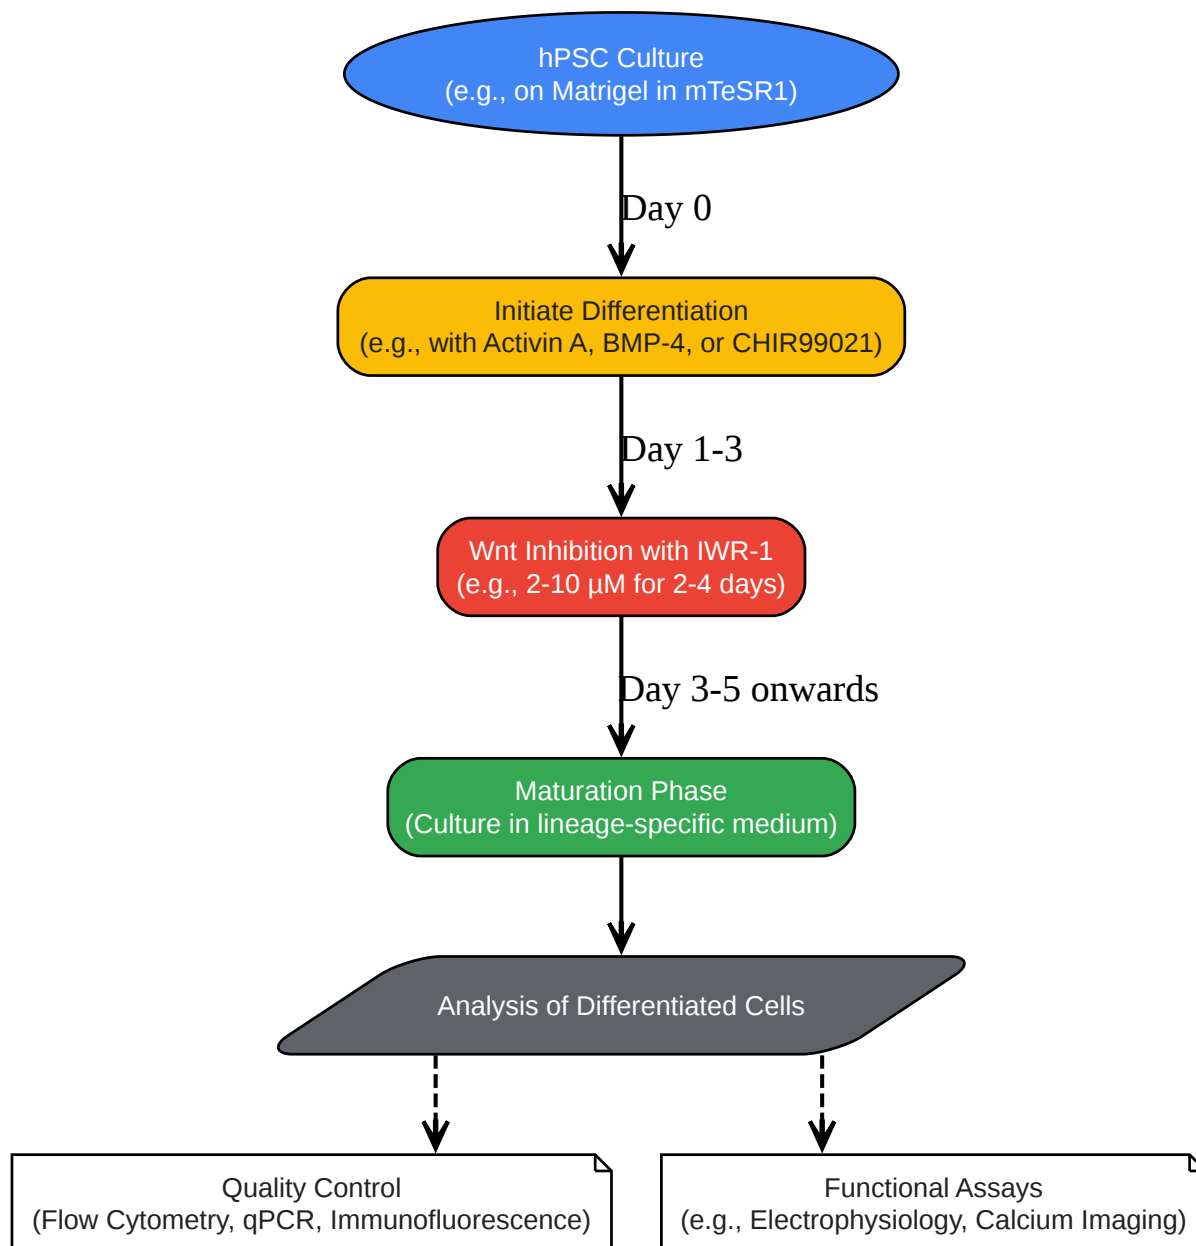 hPSC Culture
(e.g., on Matrigel in mTeSR1)
Day 0
Initiate Differentiation
(e.g., with Activin A, BMP-4, or CHIR99021)
Day 1-3
Wnt Inhibition with IWR-1
(e.g., 2-10 µM for 2-4 days)
Day 3-5 onwards
Maturation Phase
(Culture in lineage-specific medium)
Analysis of Differentiated Cells
Quality Control
(Flow Cytometry, qPCR, Immunofluorescence)
Functional Assays
(e.g., Electrophysiology, Calcium Imaging)